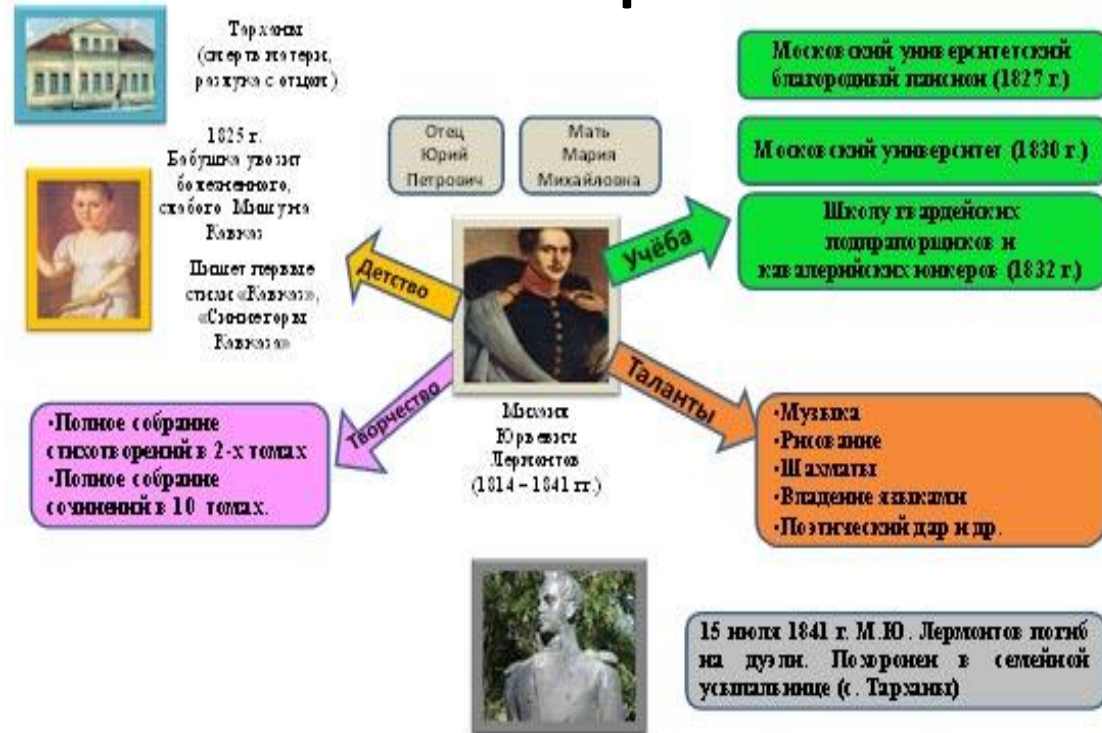 Тарханы
(смерть матери,
разлука с отцом)
1825 г.
Бабушка увозит
болезненного,
слабого Мишу на
Кавказ
Пишет первые
стихи «Кавказ»,
«Синие горы
Кавказа»
Отец
Юрий
Петрович
Мать
Мария
Михайловна
Московский университетский
благородный пансион (1827 г.)
Московский университет (1830 г.)
Школу гвардейских
подпрапорщиков и
кавалерийских юнкеров (1832 г.)
Детство
Учёба
Творчество
Таланты
•Полное собрание
стихотворений в 2-х томах
•Полное собрание
сочинений в 10 томах.
Михаил
Юрьевич
Лермонтов
(1814 – 1841 гг.)
•Музыка
•Рисование
•Шахматы
•Владение языками
•Поэтический дар и др.
15 июля 1841 г. М.Ю. Лермонтов погиб
на дуэли. Похоронен в семейной
усыпальнице (с. Тарханы)